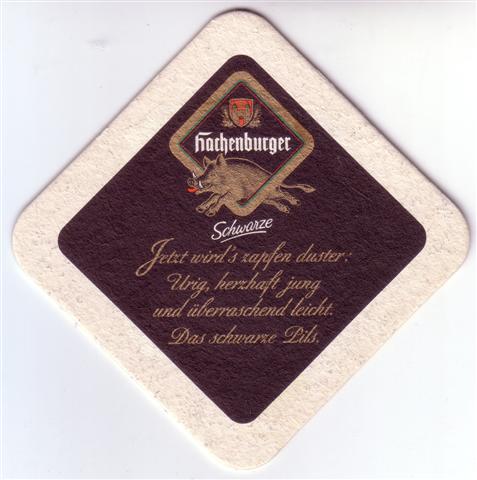 Hachenburger
Schwarze
Jetzt wird's zapfen duster:
Urig, herzhaft jung
und überraschend leicht.
Das schwarze Pils.